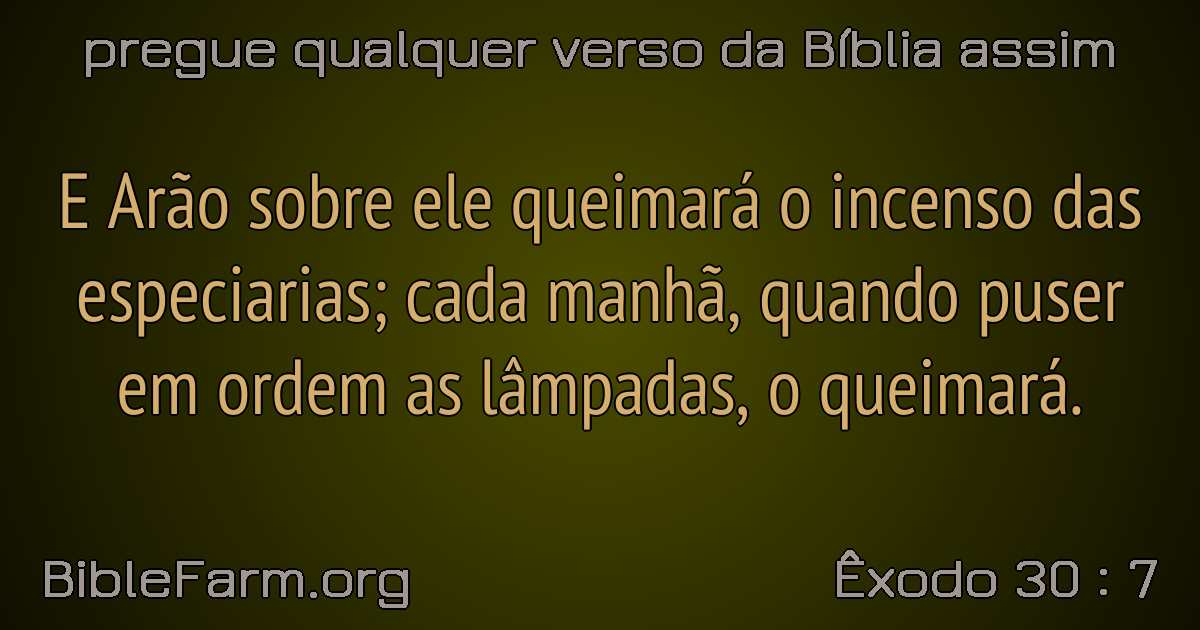 pregue qualquer verso da Bíblia assim
E Arão sobre ele queimará o incenso das
especiarias; cada manhã, quando puser
em ordem as lâmpadas, o queimará.
BibleFarm.org
Êxodo 30 : 7